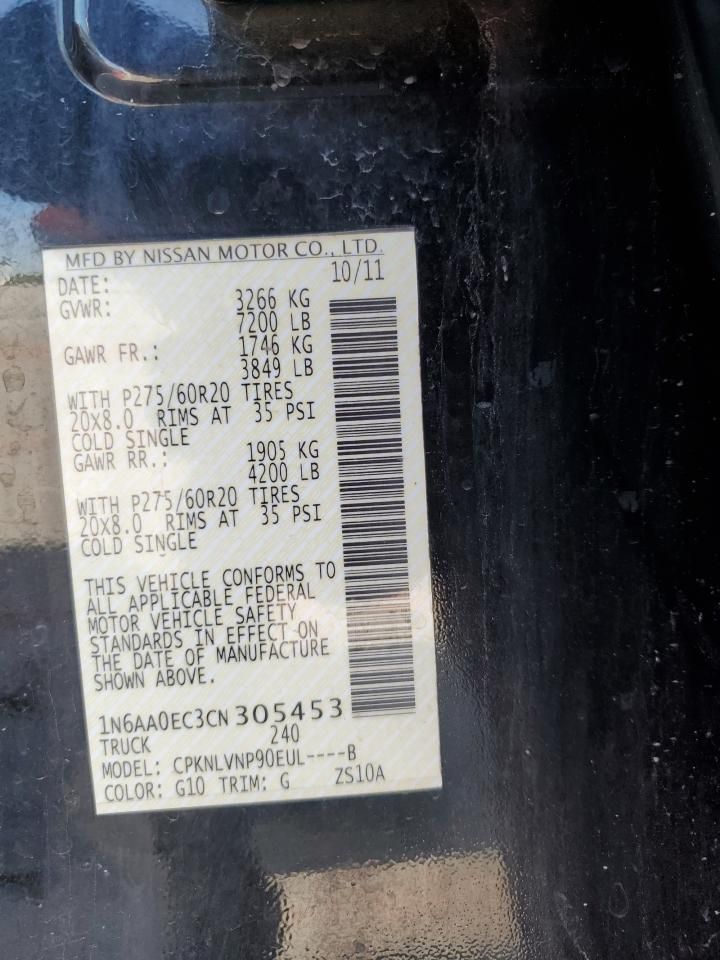 MFD BY NISSAN MOTOR CO., LTD.
DATE: 10/11
GVWR: 3266 KG
7200 LB
GAWR FR.: 1746 KG
3849 LB
WITH P275/60R20 TIRES
20X8.0 RIMS AT 35 PSI
COLD SINGLE
GAWR RR.: 1905 KG
4200 LB
WITH P275/60R20 TIRES
20X8.0 RIMS AT 35 PSI
COLD SINGLE
THIS VEHICLE CONFORMS TO
ALL APPLICABLE FEDERAL
MOTOR VEHICLE SAFETY
STANDARDS IN EFFECT ON
THE DATE OF MANUFACTURE
SHOWN ABOVE.
1N6AA0EC3CN305453
TRUCK 240
MODEL: CPKNLVNP90EUL----B
COLOR: G10 TRIM: G ZS10A